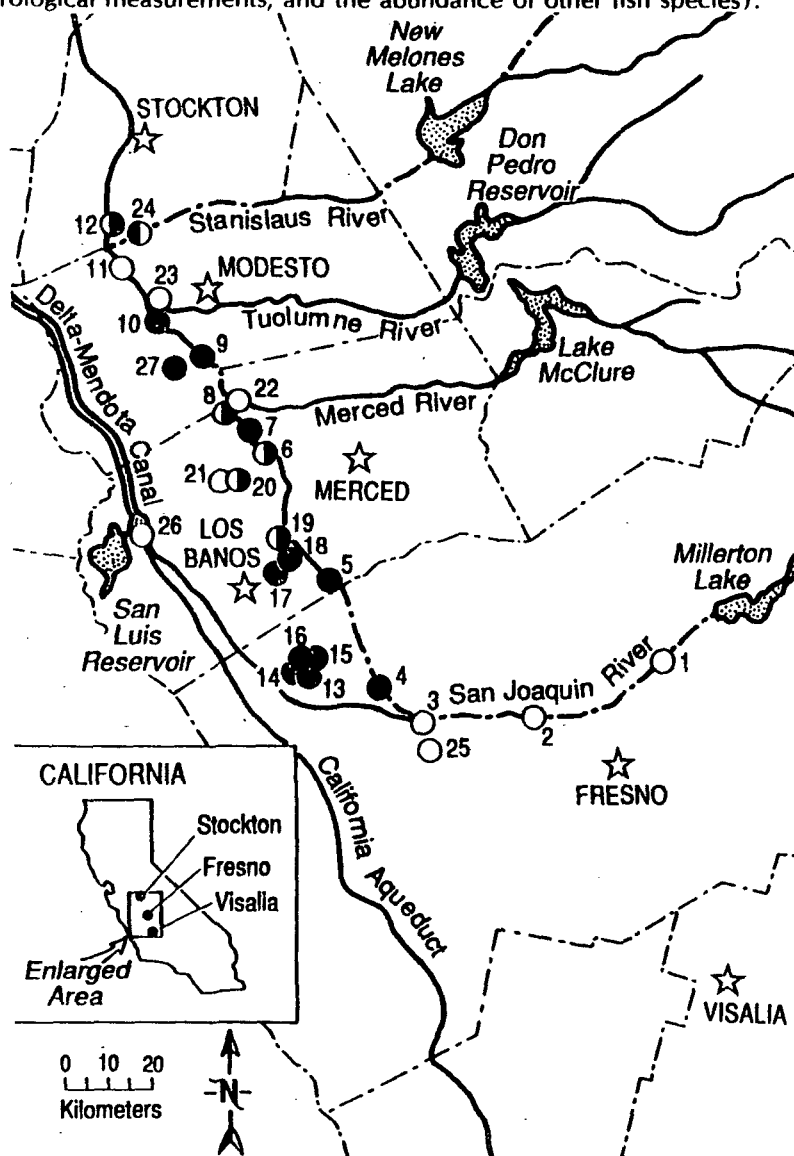 rological measurements, and the abundance of other fish species).
New
Melones
Lake
STOCKTON
Don
Pedro
Reservoir
12
24
Stanislaus River
11
23
MODESTO
Delta-Mendota Canal
10
Tuolumne River
9
27
Lake
McClure
8
22
Merced River
7
6
21
20
MERCED
26
LOS
BANOS
19
18
17
5
Millerton
Lake
San
Luis
Reservoir
16
15
14
13
4
San Joaquin River
1
3
2
25
FRESNO
CALIFORNIA
Stockton
Fresno
Visalia
Enlarged
Area
California Aqueduct
VISALIA
0 10 20
Kilometers
N